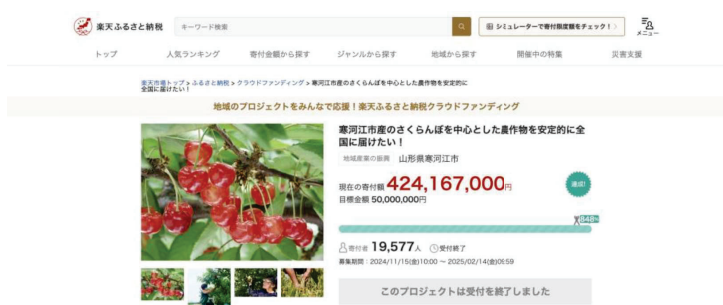 楽天ふるさと納税
キーワード検索
シミュレーターで寄付限度額をチェック！
メニュー
トップ
人気ランキング
寄付金額から探す
ジャンルから探す
地域から探す
開催中の特集
災害支援
楽天市場トップ > ふるさと納税 > クラウドファンディング > 寒河江市産のさくらんぼを中心とした農作物を安定的に
全国に届けたい！
地域のプロジェクトをみんなで応援！楽天ふるさと納税クラウドファンディング
寒河江市産のさくらんぼを中心とした農作物を安定的に全
国に届けたい！
地域産業の振興 山形県寒河江市
現在の寄付額 424,167,000円
達成!
目標金額 50,000,000円
848%
寄付者 19,577人 受付終了
募集期間：2024/11/15(金)10:00 ～ 2025/02/14(金)09:59
このプロジェクトは受付を終了しました